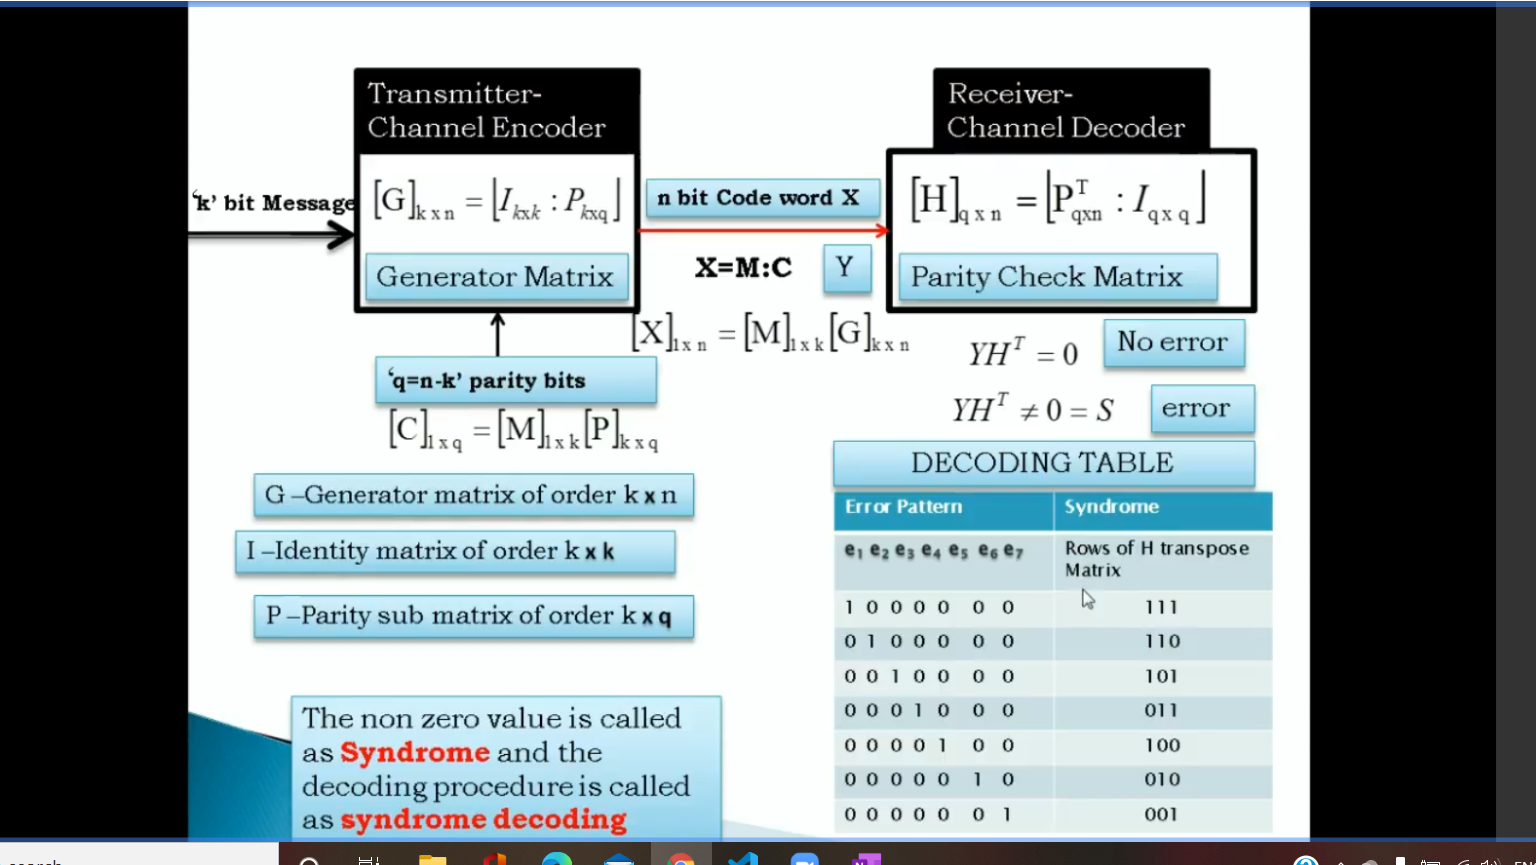 Transmitter-
Channel Encoder
Receiver-
Channel Decoder
‘k’ bit Message
[G]k x n = [Ikxk : Pkxq]
n bit Code word X
[H]q x n = [P^T qxn : Iq x q]
Generator Matrix
X=M:C
Y
Parity Check Matrix
[X]1 x n = [M]1 x k [G]k x n
YH^T = 0
No error
‘q=n-k’ parity bits
YH^T ≠ 0 = S
error
[C]1 x q = [M]1 x k [P]k x q
DECODING TABLE
G –Generator matrix of order k x n
I –Identity matrix of order k x k
P –Parity sub matrix of order k x q
Error Pattern Syndrome
e1 e2 e3 e4 e5 e6 e7 Rows of H transpose
Matrix
1 0 0 0 0 0 0 111
0 1 0 0 0 0 0 110
0 0 1 0 0 0 0 101
0 0 0 1 0 0 0 011
0 0 0 0 1 0 0 100
0 0 0 0 0 1 0 010
0 0 0 0 0 0 1 001
The non zero value is called
as Syndrome and the
decoding procedure is called
as syndrome decoding